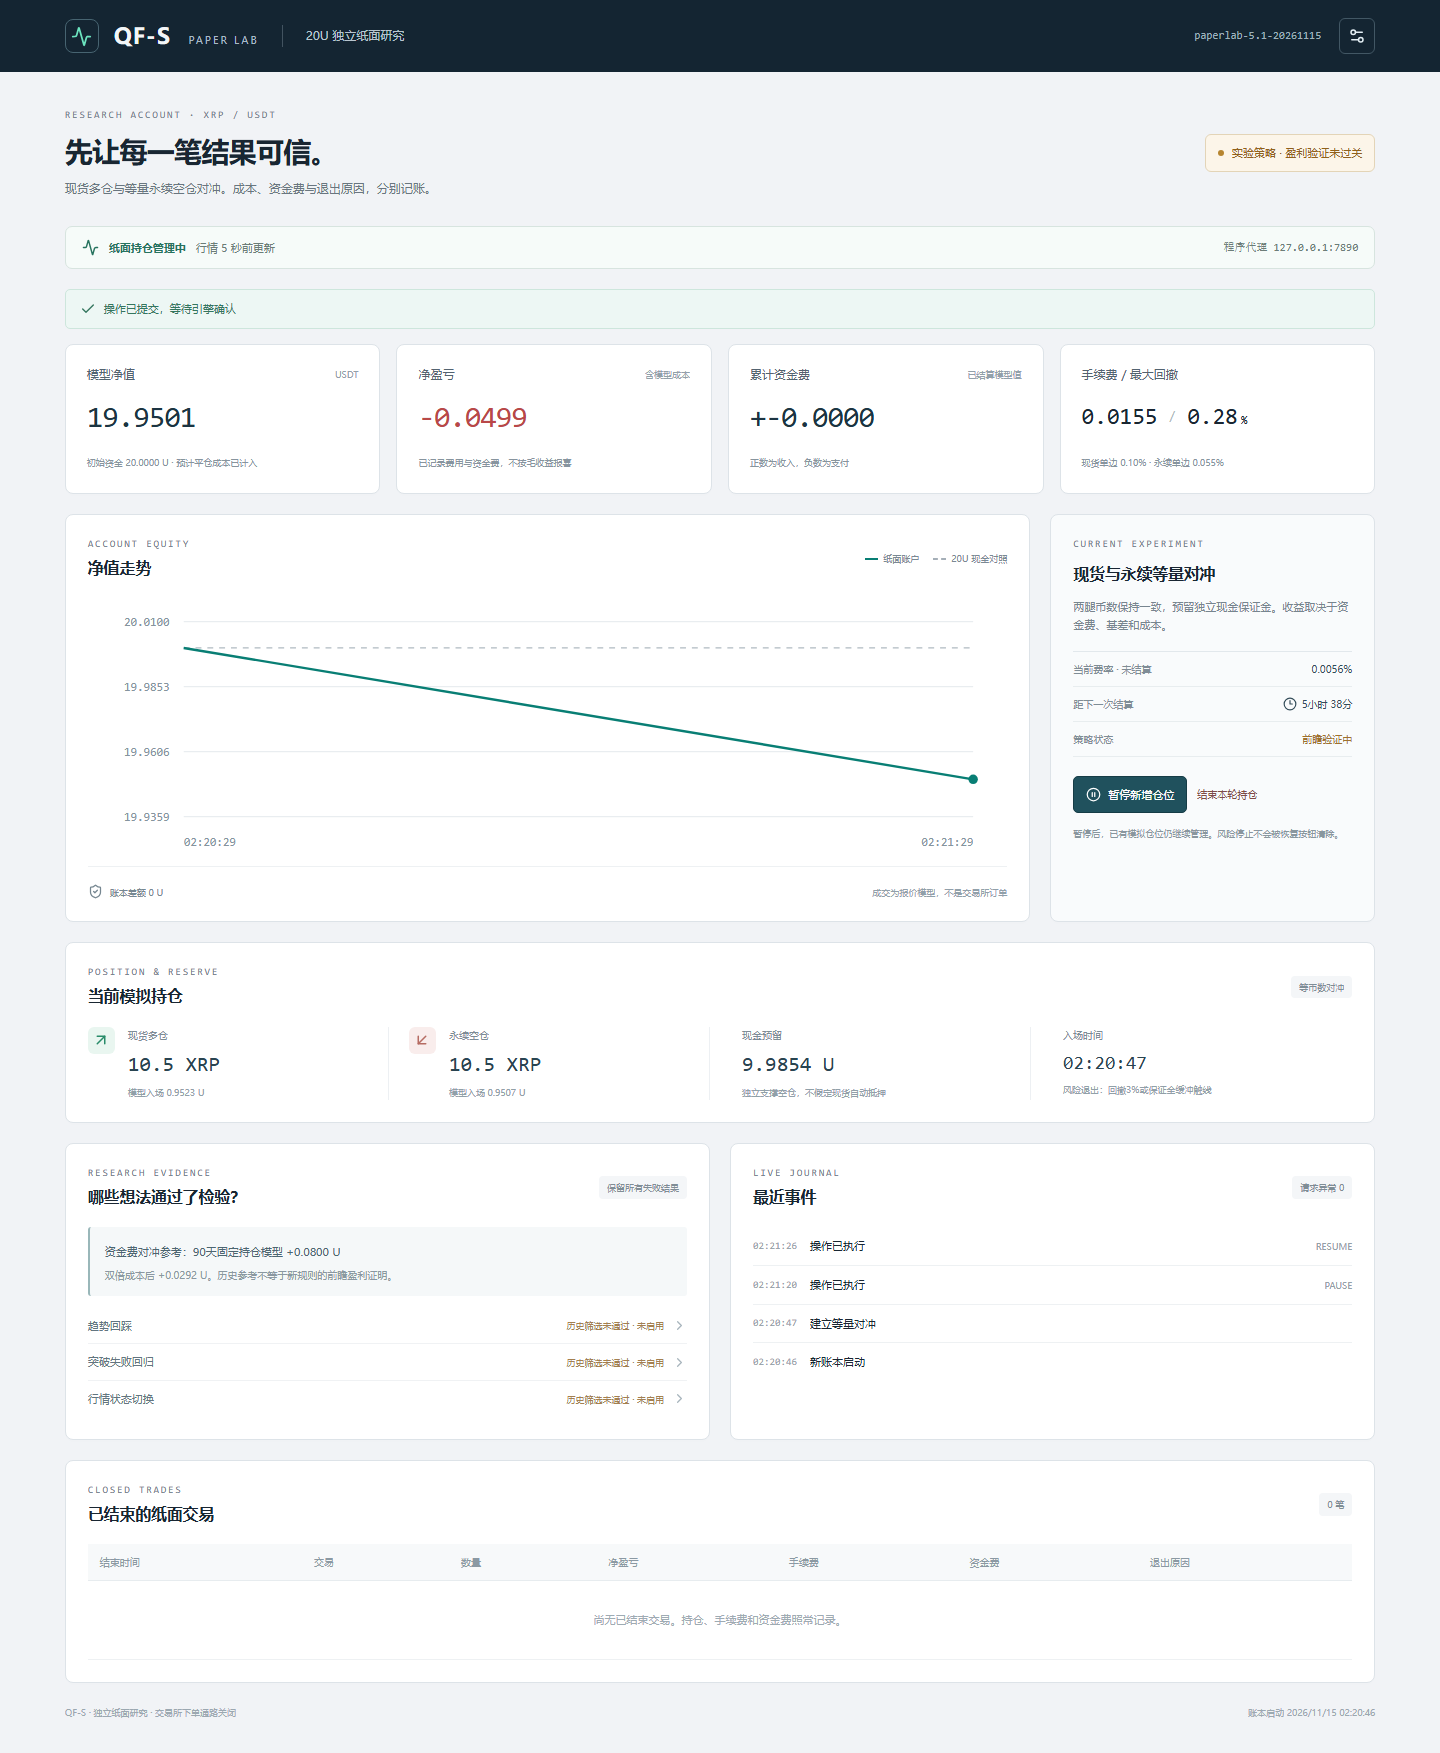 QF-S PAPER LAB 20U 独立纸面研究 paperlab-5.1-20261115
RESEARCH ACCOUNT · XRP / USDT
先让每一笔结果可信。
实验策略 · 盈利验证未过关
现货多仓与等量永续空仓对冲。成本、资金费与退出原因，分别记账。
纸面持仓管理中 行情 5 秒前更新 程序代理 127.0.0.1:7890
操作已提交，等待引擎确认
模型净值 USDT
19.9501
初始资金 20.0000 U · 预计平仓成本已计入
净盈亏 含模型成本
-0.0499
已记录费用与资金费，不按毛收益报喜
累计资金费 已结算模型值
+-0.0000
正数为收入，负数为支付
手续费 / 最大回撤
0.0155 / 0.28%
现货单边 0.10% · 永续单边 0.055%
ACCOUNT EQUITY
净值走势
纸面账户 20U 现金对照
20.0100
19.9853
19.9606
19.9359
02:20:29 02:21:29
账本差额 0 U 成交为报价模型，不是交易所订单
CURRENT EXPERIMENT
现货与永续等量对冲
两腿币数保持一致，预留独立现金保证金。收益取决于资
金费、基差和成本。
当前费率 · 未结算 0.0056%
距下一次结算 5小时 38分
策略状态 前瞻验证中
暂停新增仓位 结束本轮持仓
暂停后，已有模拟仓位仍继续管理。风险停止不会被恢复按钮清除。
POSITION & RESERVE
当前模拟持仓
等币数对冲
现货多仓
10.5 XRP
模型入场 0.9523 U
永续空仓
10.5 XRP
模型入场 0.9507 U
现金预留
9.9854 U
独立支撑空仓，不假定现货自动抵押
入场时间
02:20:47
风险退出：回撤3%或保证金缓冲触线
RESEARCH EVIDENCE
哪些想法通过了检验？
保留所有失败结果
资金费对冲参考：90天固定持仓模型 +0.0800 U
双倍成本后 +0.0292 U。历史参考不等于新规则的前瞻盈利证明。
趋势回踩 历史筛选未通过 · 未启用
突破失败回归 历史筛选未通过 · 未启用
行情状态切换 历史筛选未通过 · 未启用
LIVE JOURNAL
最近事件
请求异常 0
02:21:26 操作已执行 RESUME
02:21:20 操作已执行 PAUSE
02:20:47 建立等量对冲
02:20:46 新账本启动
CLOSED TRADES
已结束的纸面交易
0 笔
结束时间 交易 数量 净盈亏 手续费 资金费 退出原因
尚无已结束交易。持仓、手续费和资金费照常记录。
QF-S · 独立纸面研究 · 交易所下单通路关闭 账本启动 2026/11/15 02:20:46